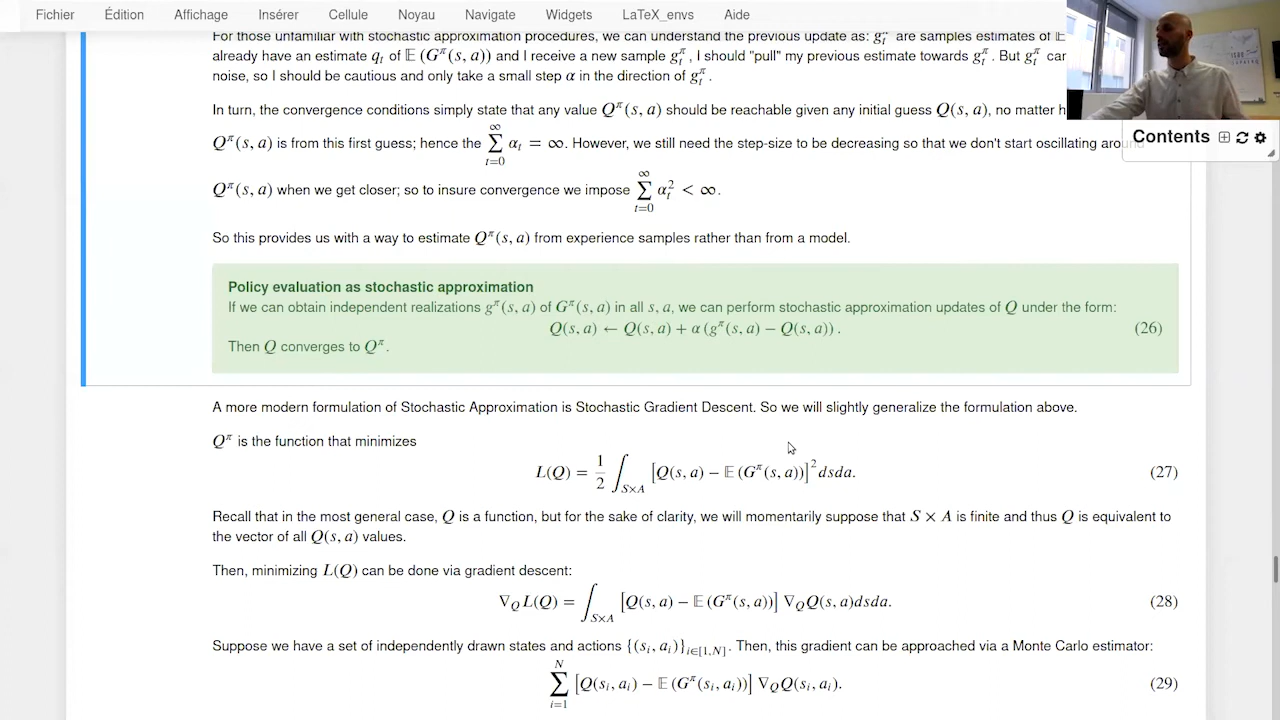 Fichier Édition Affichage Insérer Cellule Noyau Navigate Widgets LaTeX_envs Aide
For those unfamiliar with stochastic approximation procedures, we can understand the previous update as: g_t^π are samples estimates of 𝔼
already have an estimate q_t of 𝔼 (G^π(s, a)) and I receive a new sample g_t^π, I should "pull" my previous estimate towards g_t^π. But g_t^π
noise, so I should be cautious and only take a small step α in the direction of g_t^π.
In turn, the convergence conditions simply state that any value Q^π(s, a) should be reachable given any initial guess Q(s, a), no matter
Contents
Q^π(s, a) is from this first guess; hence the ∑_{t=0}^∞ α_t = ∞. However, we still need the step-size to be decreasing so that we don't start oscillating around
Q^π(s, a) when we get closer; so to insure convergence we impose ∑_{t=0}^∞ α_t^2 < ∞.
So this provides us with a way to estimate Q^π(s, a) from experience samples rather than from a model.
Policy evaluation as stochastic approximation
If we can obtain independent realizations g^π(s, a) of G^π(s, a) in all s, a, we can perform stochastic approximation updates of Q under the form:
Q(s, a) ← Q(s, a) + α (g^π(s, a) − Q(s, a)) . (26)
Then Q converges to Q^π.
A more modern formulation of Stochastic Approximation is Stochastic Gradient Descent. So we will slightly generalize the formulation above.
Q^π is the function that minimizes
L(Q) = 1/2 ∫_{S×A} [Q(s, a) − 𝔼 (G^π(s, a))]^2 dsda. (27)
Recall that in the most general case, Q is a function, but for the sake of clarity, we will momentarily suppose that S × A is finite and thus Q is equivalent to
the vector of all Q(s, a) values.
Then, minimizing L(Q) can be done via gradient descent:
∇_Q L(Q) = ∫_{S×A} [Q(s, a) − 𝔼 (G^π(s, a))] ∇_Q Q(s, a)dsda. (28)
Suppose we have a set of independently drawn states and actions {(s_i, a_i)}_{i∈[1,N]}. Then, this gradient can be approached via a Monte Carlo estimator:
∑_{i=1}^N [Q(s_i, a_i) − 𝔼 (G^π(s_i, a_i))] ∇_Q Q(s_i, a_i). (29)